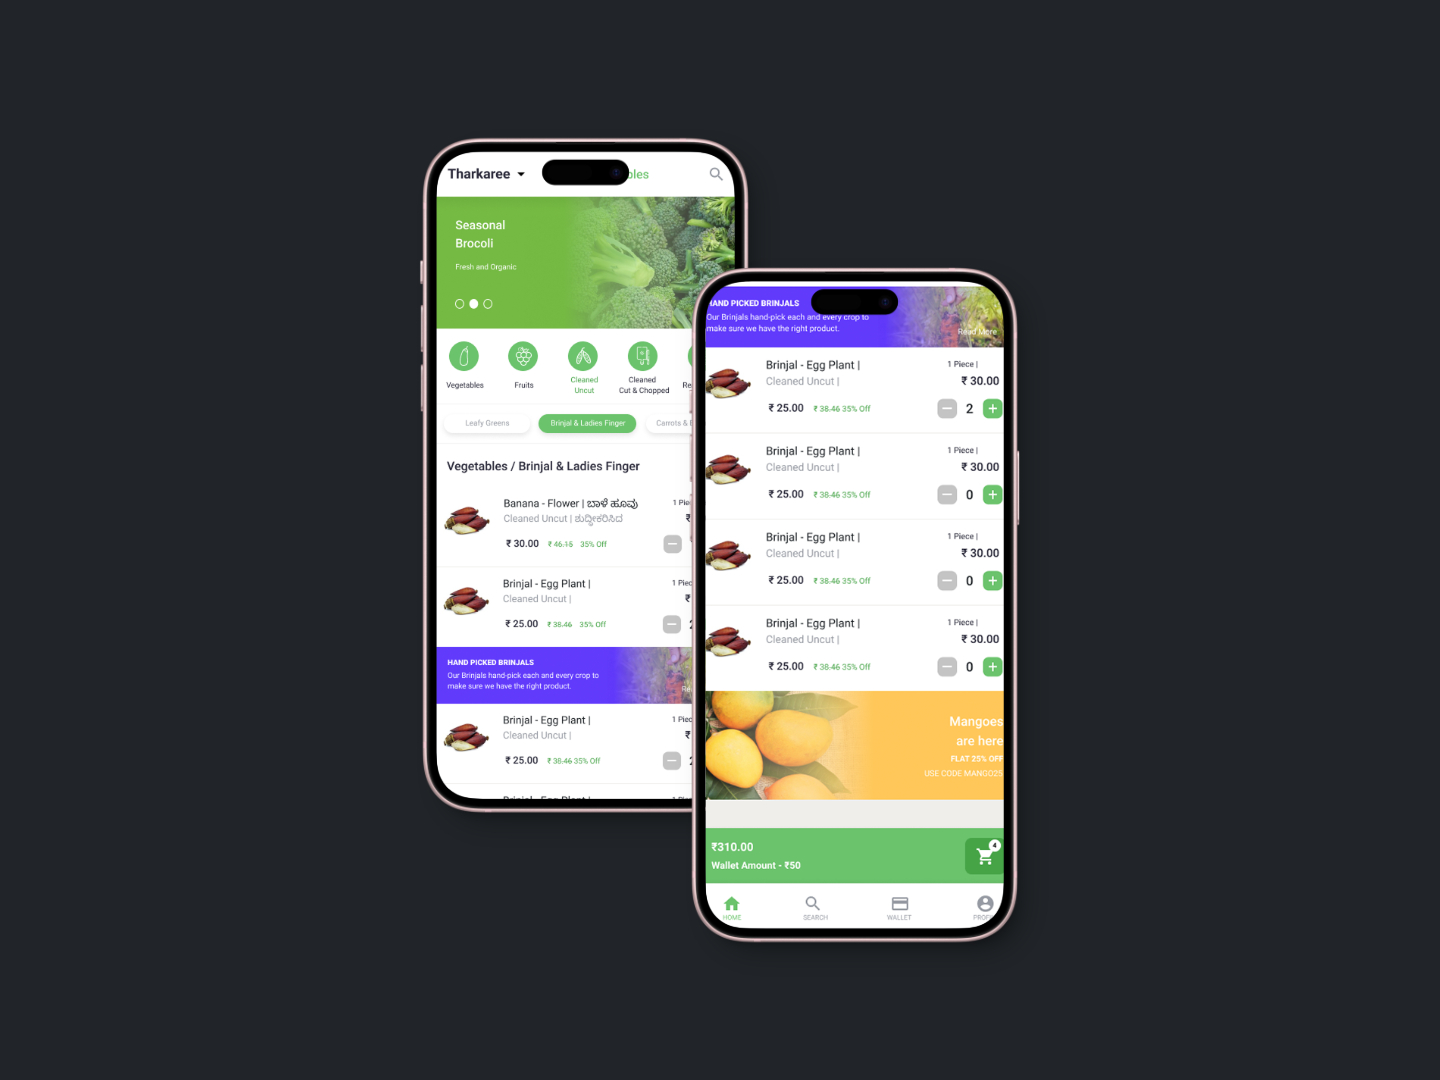 Tharkaree
bles
Seasonal
Brocoli
Fresh and Organic
Vegetables
Fruits
Cleaned
Uncut
Cleaned
Cut & Chopped
Re
Leafy Greens
Brinjal & Ladies Finger
Carrots &
Vegetables / Brinjal & Ladies Finger
Banana - Flower | ಬಾಳೆ ಹೂವು
1 Pie
Cleaned Uncut | ಶುದ್ಧೀಕರಿಸಿದ
₹
₹ 30.00 ₹ 46.15 35% Off
Brinjal - Egg Plant |
1 Piec
Cleaned Uncut |
₹
₹ 25.00 ₹ 38.46 35% Off
HAND PICKED BRINJALS
Our Brinjals hand-pick each and every crop to
make sure we have the right product.
Re
Brinjal - Egg Plant |
1 Piec
Cleaned Uncut |
₹
₹ 25.00 ₹ 38.46 35% Off
HAND PICKED BRINJALS
Our Brinjals hand-pick each and every crop to
make sure we have the right product.
Read More
Brinjal - Egg Plant |
1 Piece |
Cleaned Uncut |
₹ 30.00
₹ 25.00 ₹ 38.46 35% Off
2
Brinjal - Egg Plant |
1 Piece |
Cleaned Uncut |
₹ 30.00
₹ 25.00 ₹ 38.46 35% Off
0
Brinjal - Egg Plant |
1 Piece |
Cleaned Uncut |
₹ 30.00
₹ 25.00 ₹ 38.46 35% Off
0
Brinjal - Egg Plant |
1 Piece |
Cleaned Uncut |
₹ 30.00
₹ 25.00 ₹ 38.46 35% Off
0
Mangoes
are here
FLAT 25% OFF
USE CODE MANGO25
₹310.00
4
Wallet Amount - ₹50
HOME
SEARCH
WALLET
PROFI